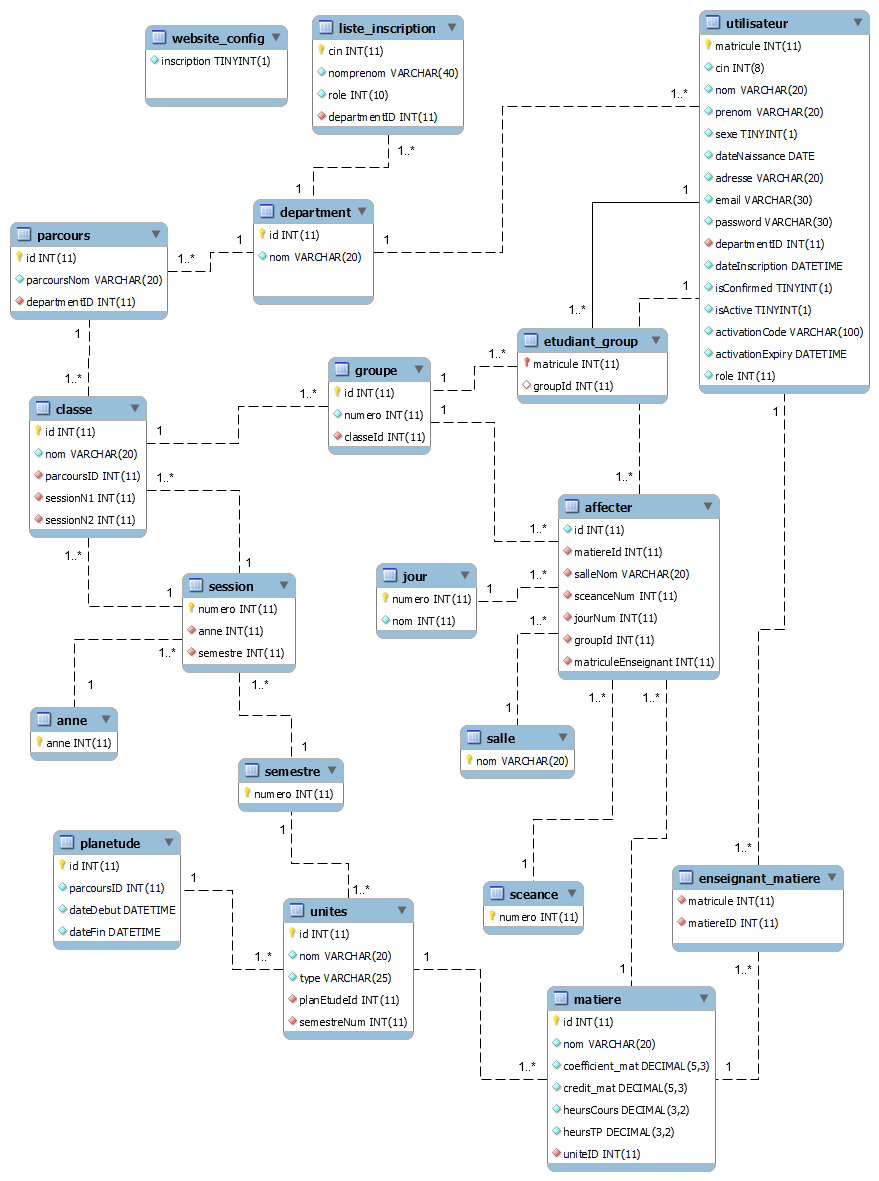 website_config
inscription TINYINT(1)
liste_inscription
cin INT(11)
nomprenom VARCHAR(40)
role INT(10)
departmentID INT(11)
utilisateur
matricule INT(11)
cin INT(8)
nom VARCHAR(20)
prenom VARCHAR(20)
sexe TINYINT(1)
dateNaissance DATE
adresse VARCHAR(20)
email VARCHAR(30)
password VARCHAR(30)
departmentID INT(11)
dateInscription DATETIME
isConfirmed TINYINT(1)
isActive TINYINT(1)
activationCode VARCHAR(100)
activationExpiry DATETIME
role INT(11)
1..*
1..*
1
1
department
id INT(11)
nom VARCHAR(20)
1
1
1..*
parcours
id INT(11)
parcoursNom VARCHAR(20)
departmentID INT(11)
1
1..*
1
1..*
etudiant_group
matricule INT(11)
groupId INT(11)
1
1..*
groupe
id INT(11)
numero INT(11)
classeId INT(11)
1
1..*
1
1..*
classe
id INT(11)
nom VARCHAR(20)
parcoursID INT(11)
sessionN1 INT(11)
sessionN2 INT(11)
1
1..*
1..*
1..*
1
affecter
id INT(11)
matiereId INT(11)
salleNom VARCHAR(20)
sceanceNum INT(11)
jourNum INT(11)
groupId INT(11)
matriculeEnseignant INT(11)
1..*
1..*
1..*
1..*
1..*
jour
numero INT(11)
nom INT(11)
1
session
numero INT(11)
anne INT(11)
semestre INT(11)
1
1
1..*
1..*
anne
anne INT(11)
1
salle
nom VARCHAR(20)
1
semestre
numero INT(11)
1
1
planetude
id INT(11)
parcoursID INT(11)
dateDebut DATETIME
dateFin DATETIME
1
1..*
sceance
numero INT(11)
1
enseignant_matiere
matricule INT(11)
matiereID INT(11)
1..*
1..*
unites
id INT(11)
nom VARCHAR(20)
type VARCHAR(25)
planEtudeId INT(11)
semestreNum INT(11)
1..*
1
matiere
id INT(11)
nom VARCHAR(20)
coefficient_mat DECIMAL(5,3)
credit_mat DECIMAL(5,3)
heursCours DECIMAL(3,2)
heursTP DECIMAL(3,2)
uniteID INT(11)
1
1..*
1